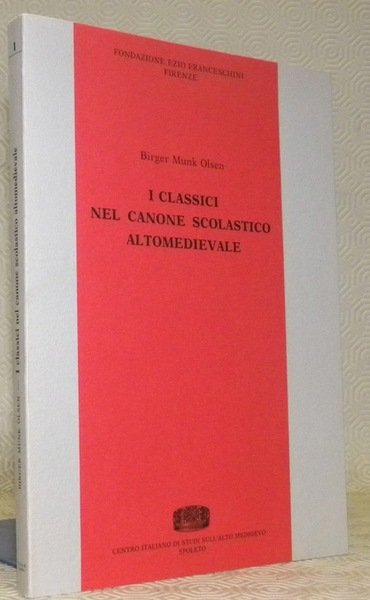 FONDAZIONE EZIO FRANCESCHINI
FIRENZE
Birger Munk Olsen
I CLASSICI
NEL CANONE SCOLASTICO
ALTOMEDIEVALE
CENTRO ITALIANO DI STUDI SULL'ALTO MEDIOEVO
SPOLETO
1
BIRGER MUNK OLSEN — I classici nel canone scolastico altomedievale